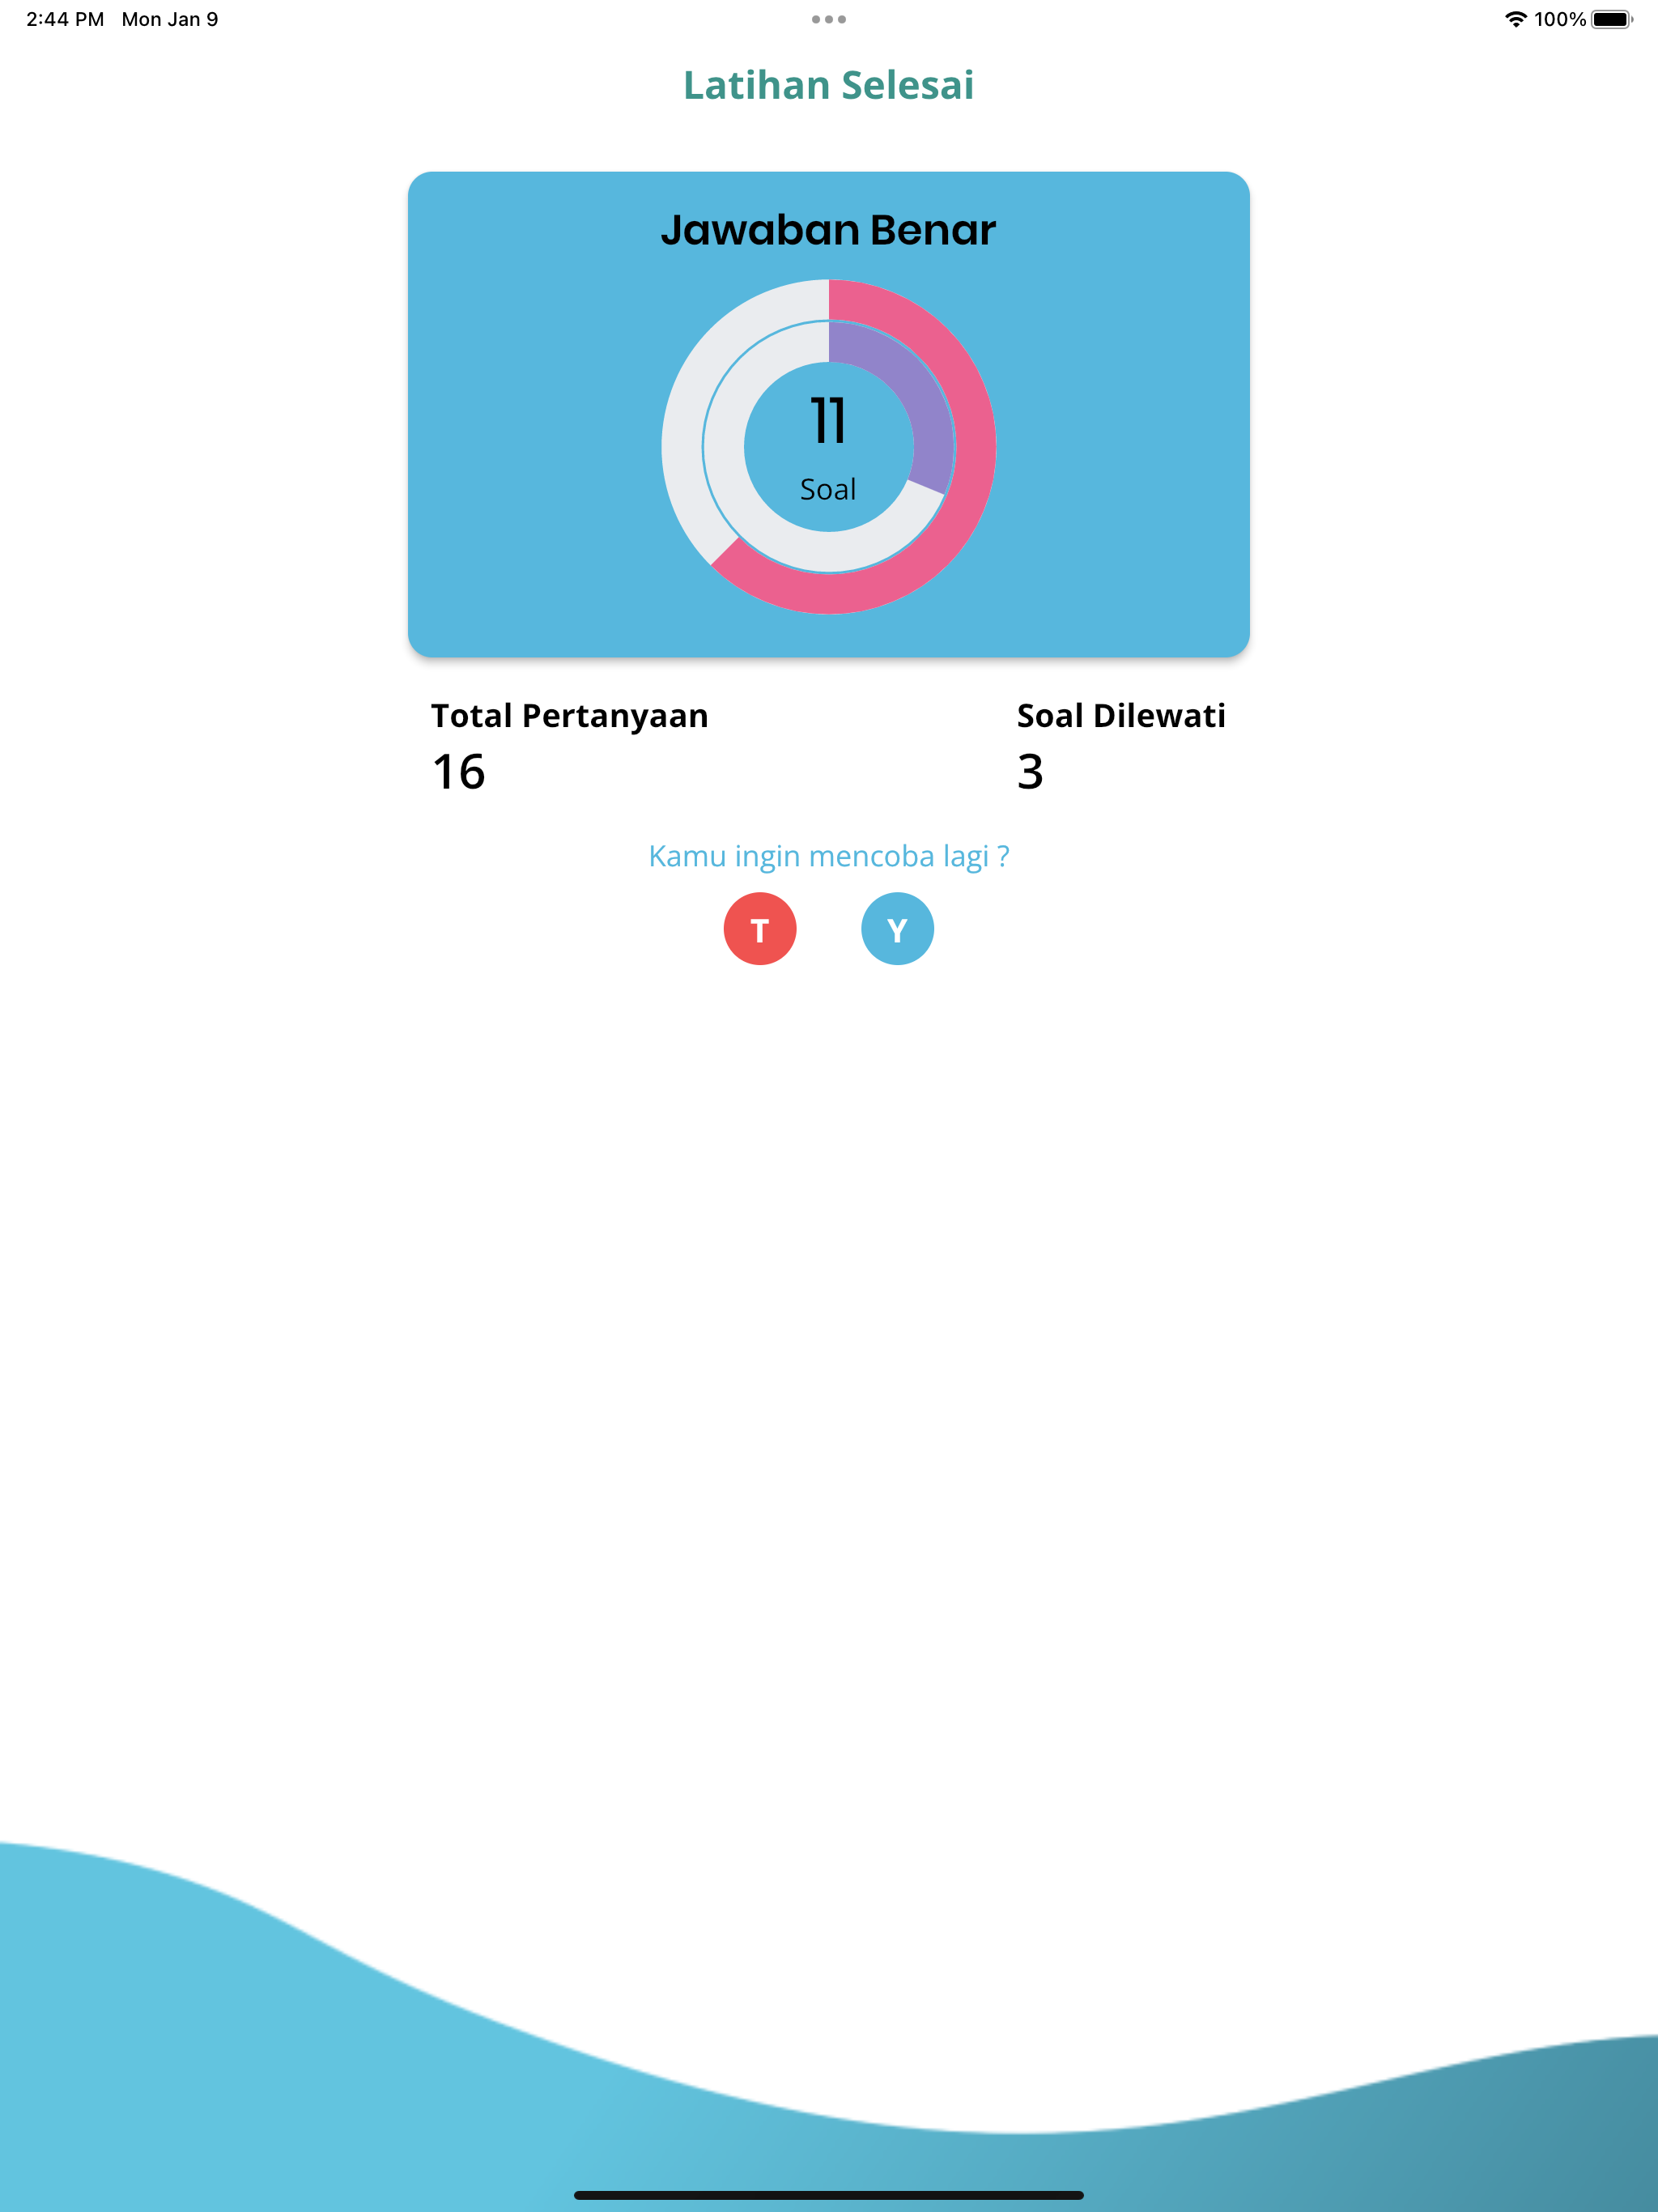 2:44 PM Mon Jan 9
100%
Latihan Selesai
Jawaban Benar
11
Soal
Total Pertanyaan
16
Soal Dilewati
3
Kamu ingin mencoba lagi ?
T
Y